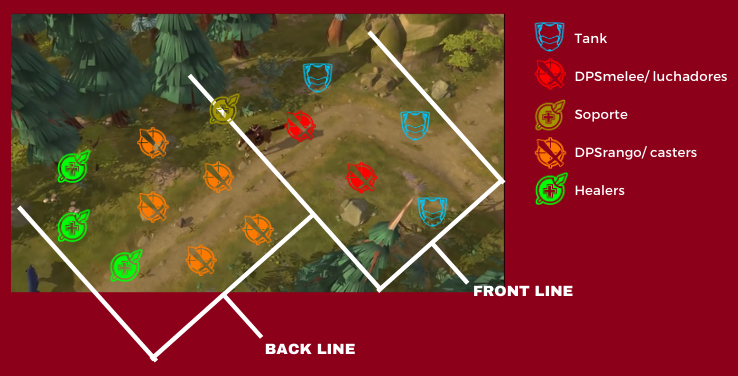 Tank
DPSmelee/ luchadores
Soporte
DPSrango/ casters
Healers
FRONT LINE
BACK LINE